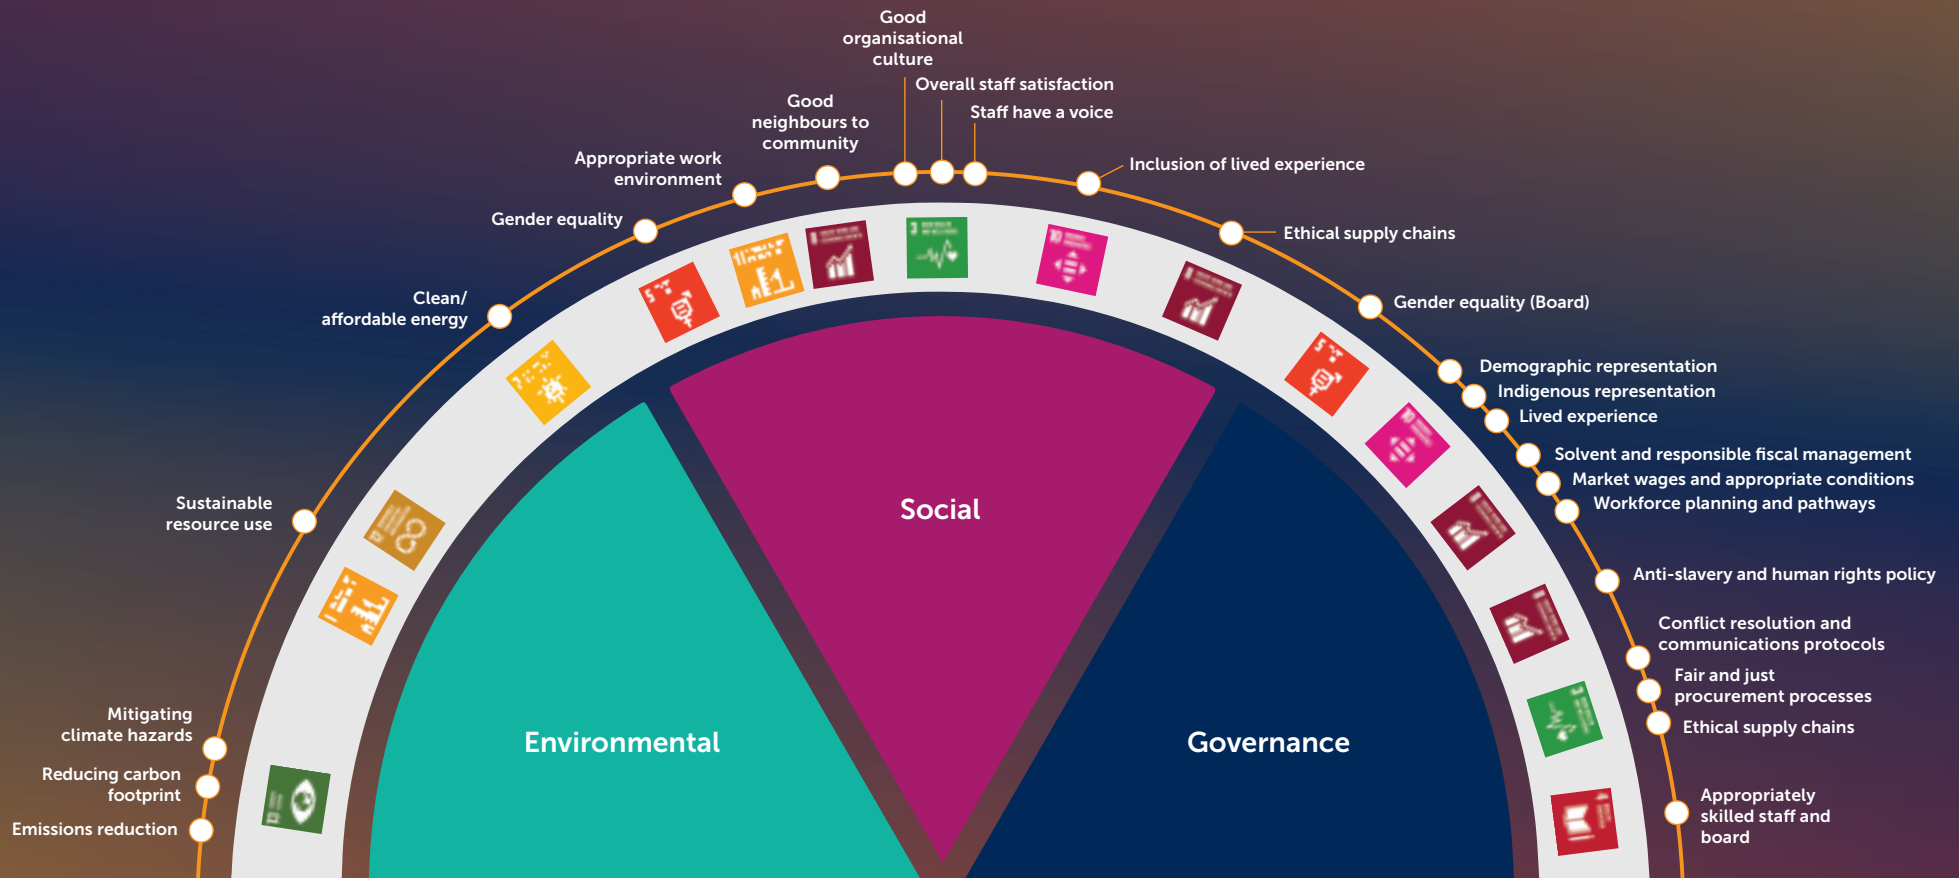 Good
organisational
culture
Overall staff satisfaction
Staff have a voice
Good
neighbours to
community
Appropriate work
environment
Inclusion of lived experience
Gender equality
Ethical supply chains
Clean/
affordable energy
Gender equality (Board)
Demographic representation
Indigenous representation
Lived experience
Solvent and responsible fiscal management
Market wages and appropriate conditions
Workforce planning and pathways
Sustainable
resource use
Social
Anti-slavery and human rights policy
Conflict resolution and
communications protocols
Fair and just
procurement processes
Ethical supply chains
Mitigating
climate hazards
Environmental
Governance
Reducing carbon
footprint
Emissions reduction
Appropriately
skilled staff and
board